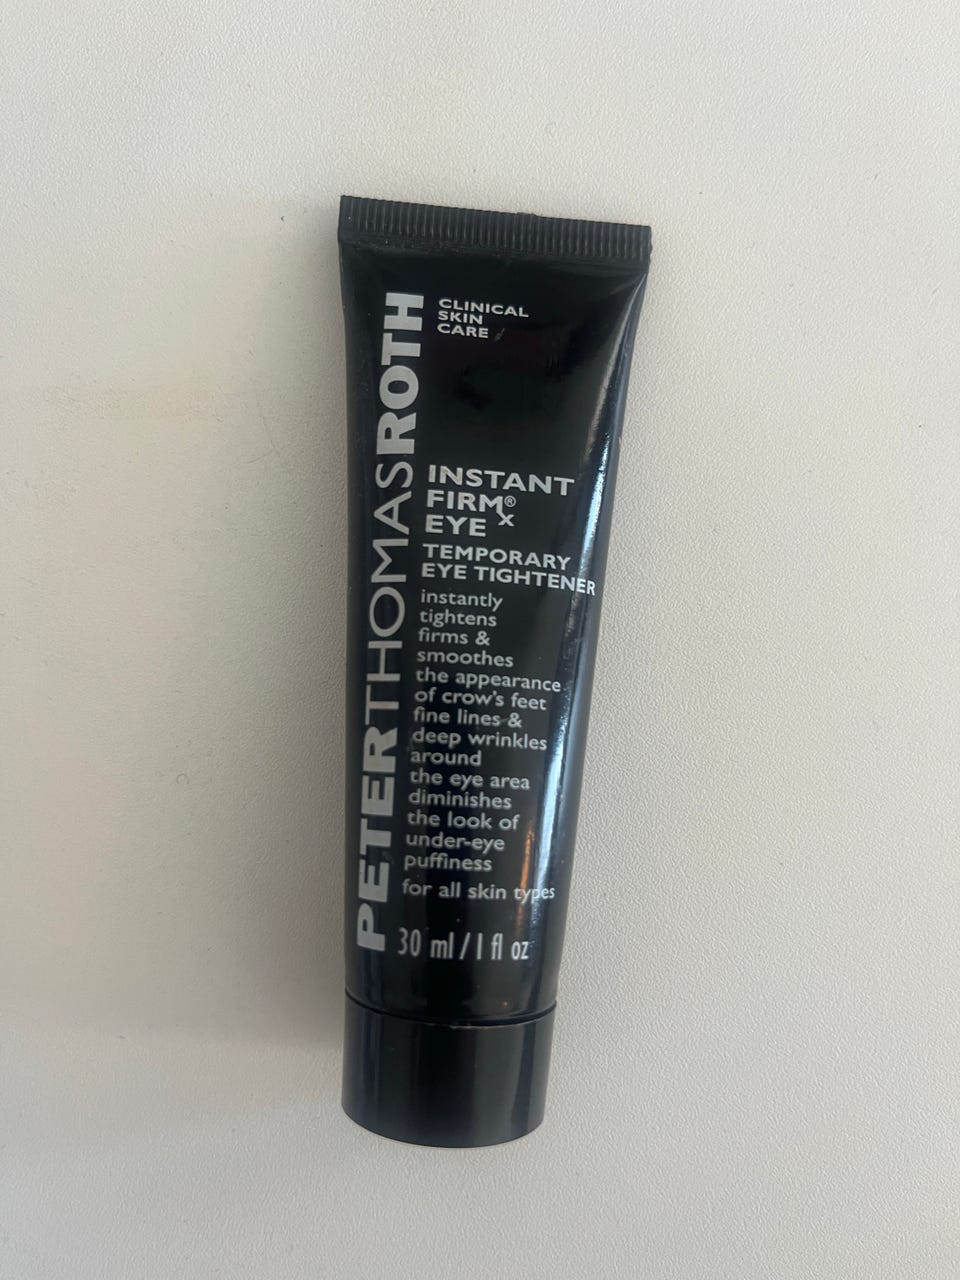 PETERTHOMASROTH
CLINICAL
SKIN
CARE
INSTANT
FIRMx®
EYE
TEMPORARY
EYE TIGHTENER
instantly
tightens
firms &
smoothes
the appearance
of crow's feet
fine lines &
deep wrinkles
around
the eye area
diminishes
the look of
under-eye
puffiness
for all skin types
30 ml / 1 fl oz